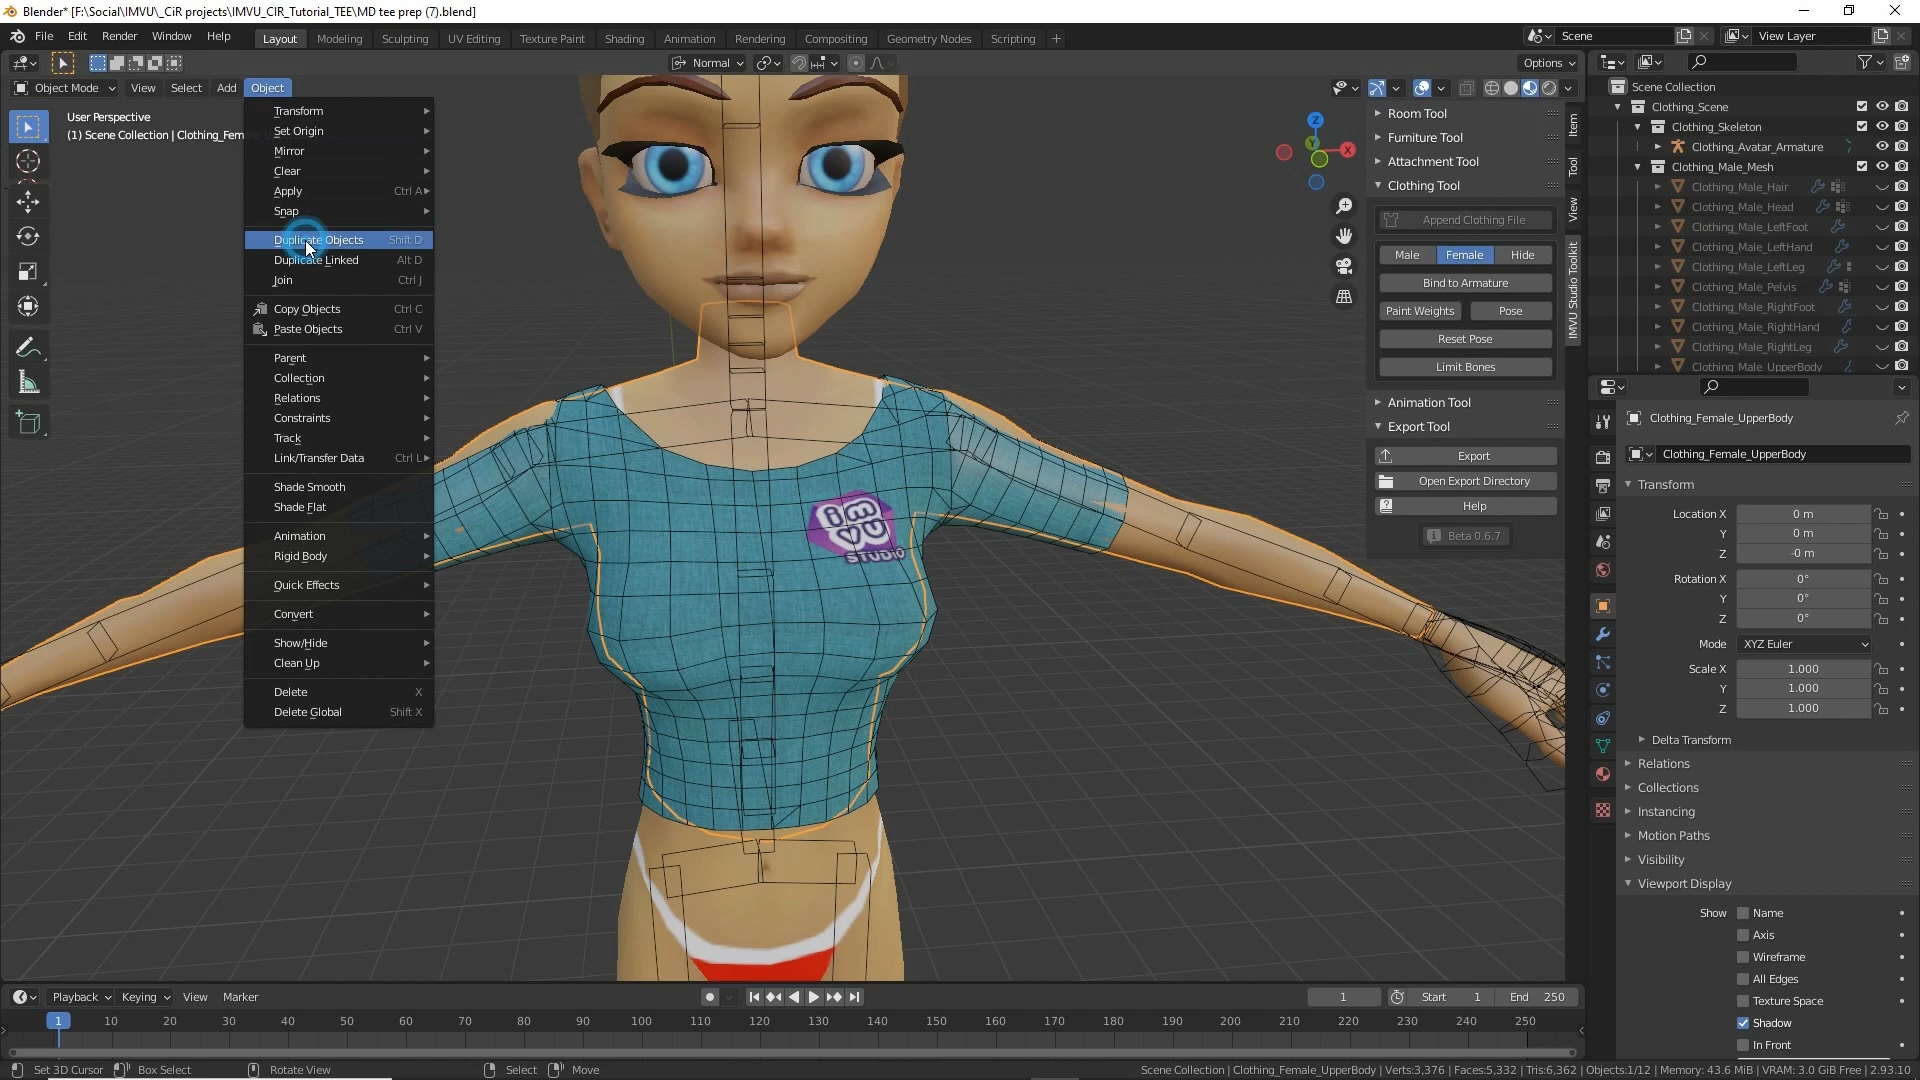 Blender* [F:\Social\IMVU\_CiR projects\IMVU_CIR_Tutorial_TEE\MD tee prep (7).blend]
File Edit Render Window Help
Layout Modeling Sculpting UV Editing Texture Paint Shading Animation Rendering Compositing Geometry Nodes Scripting +
Scene
View Layer
Normal
Options
Object Mode View Select Add Object
User Perspective
(1) Scene Collection | Clothing_Fem
Transform
Set Origin
Mirror
Clear
Apply Ctrl A
Snap
Duplicate Objects Shift D
Duplicate Linked Alt D
Join Ctrl J
Copy Objects Ctrl C
Paste Objects Ctrl V
Parent
Collection
Relations
Constraints
Track
Link/Transfer Data Ctrl L
Shade Smooth
Shade Flat
Animation
Rigid Body
Quick Effects
Convert
Show/Hide
Clean Up
Delete X
Delete Global Shift X
imvu
STUDIO
Z
Y
X
Room Tool
Furniture Tool
Attachment Tool
Clothing Tool
Append Clothing File
Male Female Hide
Bind to Armature
Paint Weights Pose
Reset Pose
Limit Bones
Animation Tool
Export Tool
Export
Open Export Directory
Help
Beta 0.6.7
Item
Tool
View
IMVU Studio Toolkit
Scene Collection
Clothing_Scene
Clothing_Skeleton
Clothing_Avatar_Armature
Clothing_Male_Mesh
Clothing_Male_Hair
Clothing_Male_Head
Clothing_Male_LeftFoot
Clothing_Male_LeftHand
Clothing_Male_LeftLeg
Clothing_Male_Pelvis
Clothing_Male_RightFoot
Clothing_Male_RightHand
Clothing_Male_RightLeg
Clothing_Male_UpperBody
Clothing_Female_UpperBody
Clothing_Female_UpperBody
Transform
Location X 0 m
Y 0 m
Z -0 m
Rotation X 0°
Y 0°
Z 0°
Mode XYZ Euler
Scale X 1.000
Y 1.000
Z 1.000
Delta Transform
Relations
Collections
Instancing
Motion Paths
Visibility
Viewport Display
Show Name
Axis
Wireframe
All Edges
Texture Space
Shadow
In Front
Playback Keying View Marker
1 Start 1 End 250
1 10 20 30 40 50 60 70 80 90 100 110 120 130 140 150 160 170 180 190 200 210 220 230 240 250
Set 3D Cursor Box Select Rotate View Select Move
Scene Collection | Clothing_Female_UpperBody | Verts:3,376 | Faces:5,332 | Tris:6,362 | Objects:1/12 | Memory: 43.6 MiB | VRAM: 3.0 GiB Free | 2.93.10